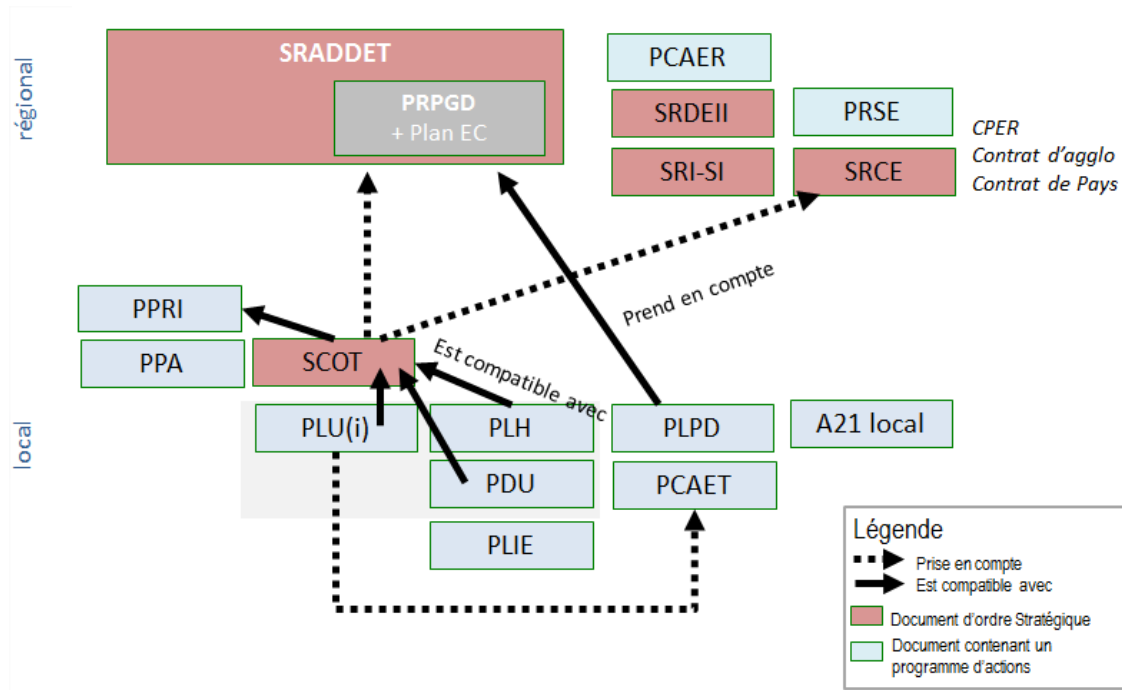 régional
SRADDET
PRPGD
+ Plan EC
PCAER
SRDEII
SRI-SI
PRSE
SRCE
CPER
Contrat d'agglo
Contrat de Pays
Prend en compte
Est compatible avec
local
PPRI
PPA
SCOT
PLU(i)
PLH
PDU
PLIE
PLPD
PCAET
A21 local
Légende
Prise en compte
Est compatible avec
Document d'ordre Stratégique
Document contenant un
programme d'actions